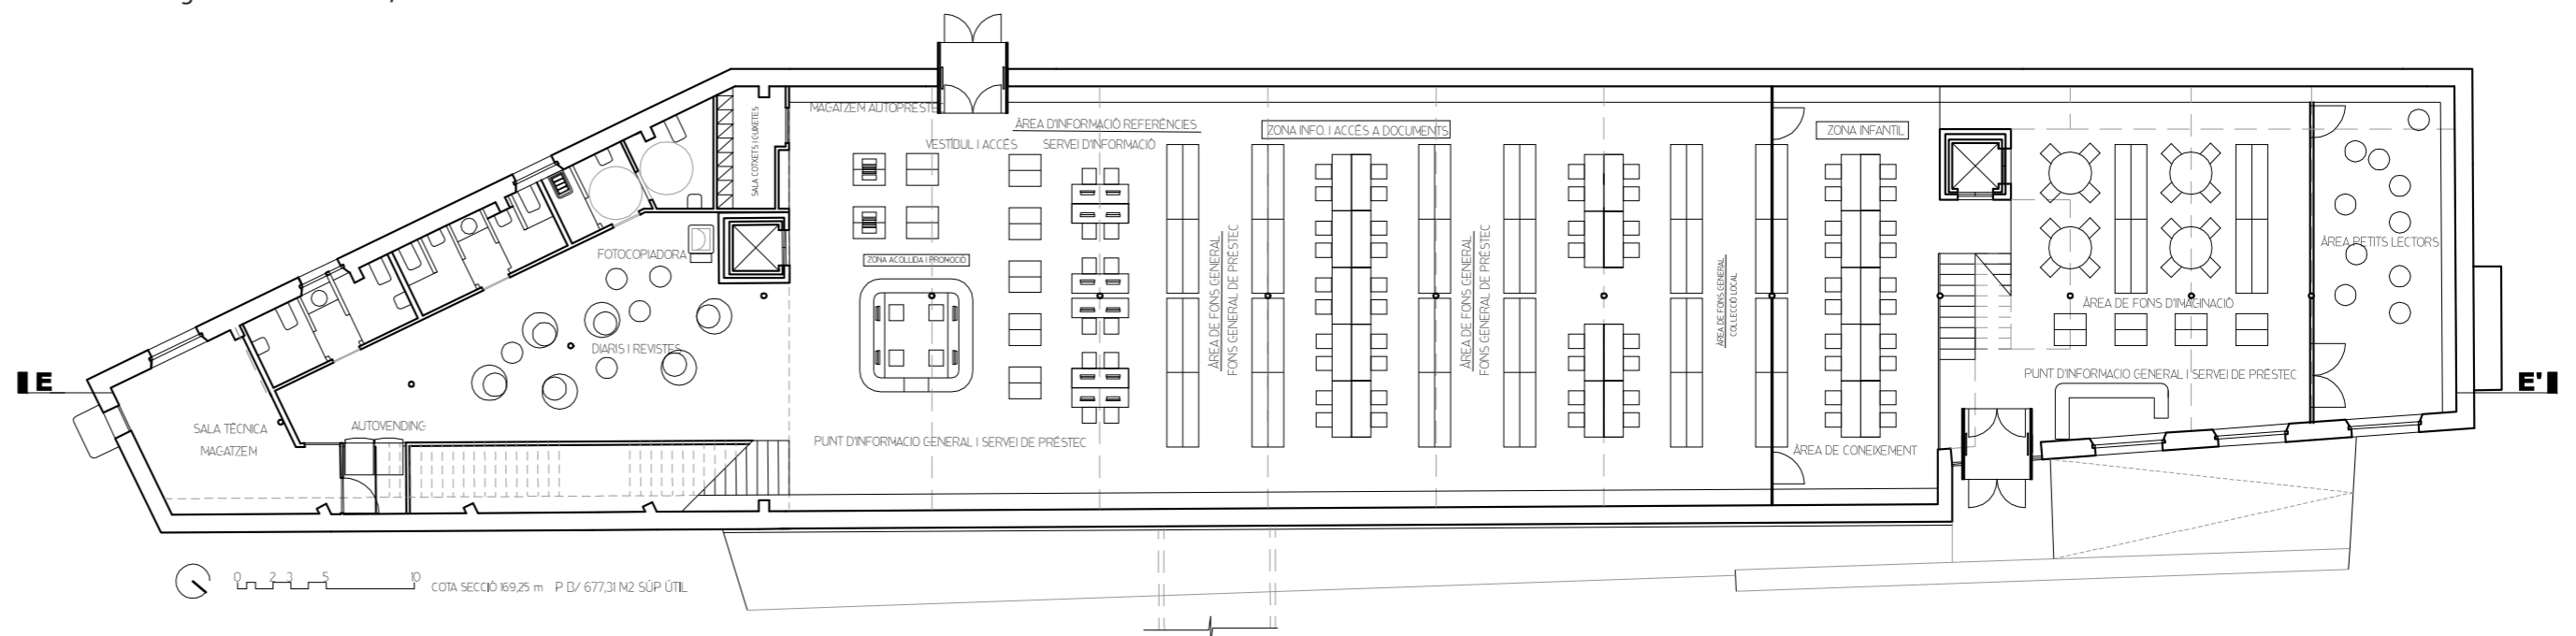 MAGATZEM AUTOPRESTE
ÀREA D'INFORMACIÓ REFERÈNCIES
VESTÍBUL I ACCÉS
SERVEI D'INFORMACIÓ
ZONA INFO. I ACCÉS A DOCUMENTS
ZONA INFANTIL
SALA COTXETS I GUIXETES
FOTOCOPIADORA
ZONA ACOLLIDA I PROMOCIÓ
ÀREA DE FONS GENERAL
FONS GENERAL DE PRÉSTEC
ÀREA DE FONS GENERAL
FONS GENERAL DE PRÉSTEC
ÀREA DE FONS GENERAL
COL·LECCIÓ LOCAL
ÀREA PETITS LECTORS
ÀREA DE FONS D'IMAGINACIÓ
DIARIS I REVISTES
PUNT D'INFORMACIO GENERAL I SERVEI DE PRÉSTEC
E
E'
SALA TÈCNICA
MAGATZEM
AUTOVENDING
PUNT D'INFORMACIO GENERAL I SERVEI DE PRÉSTEC
ÀREA DE CONEIXEMENT
0 2 3 5 10
COTA SECCIÓ 169,25 m P B/ 677,31 M2 SÚP ÚTIL